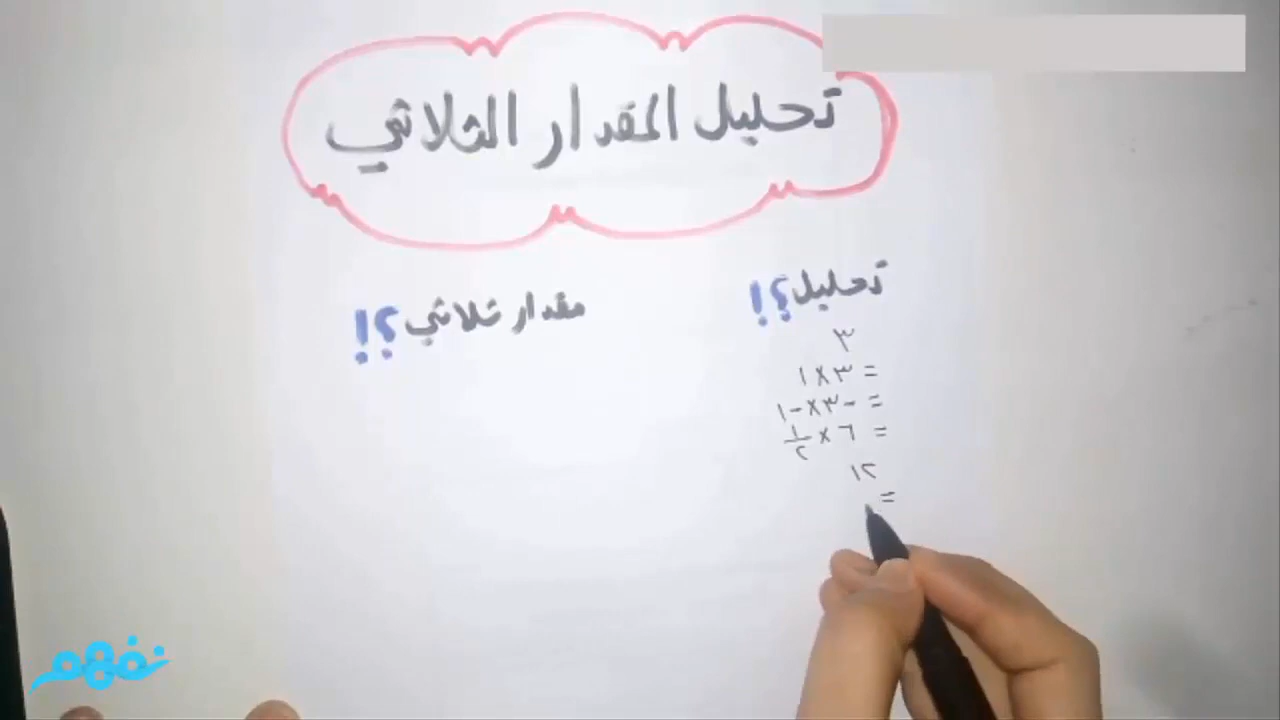 تحليل المقدار الثلاثي
تحليل؟!
٣
= ٣×١
= -٣×-١
= ٦×١/٢
١٢
=
مقدار ثلاثي؟!
نفهم